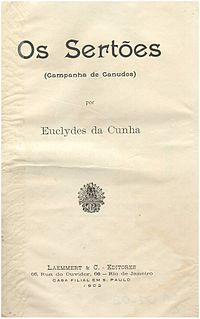 Os Sertões
(Campanha de Canudos)
por
Euclydes da Cunha
LAEMMERT & C. - EDITORES
66, Rua do Ouvidor, 66 - Rio de Janeiro
CASA FILIAL EM S. PAULO
1902